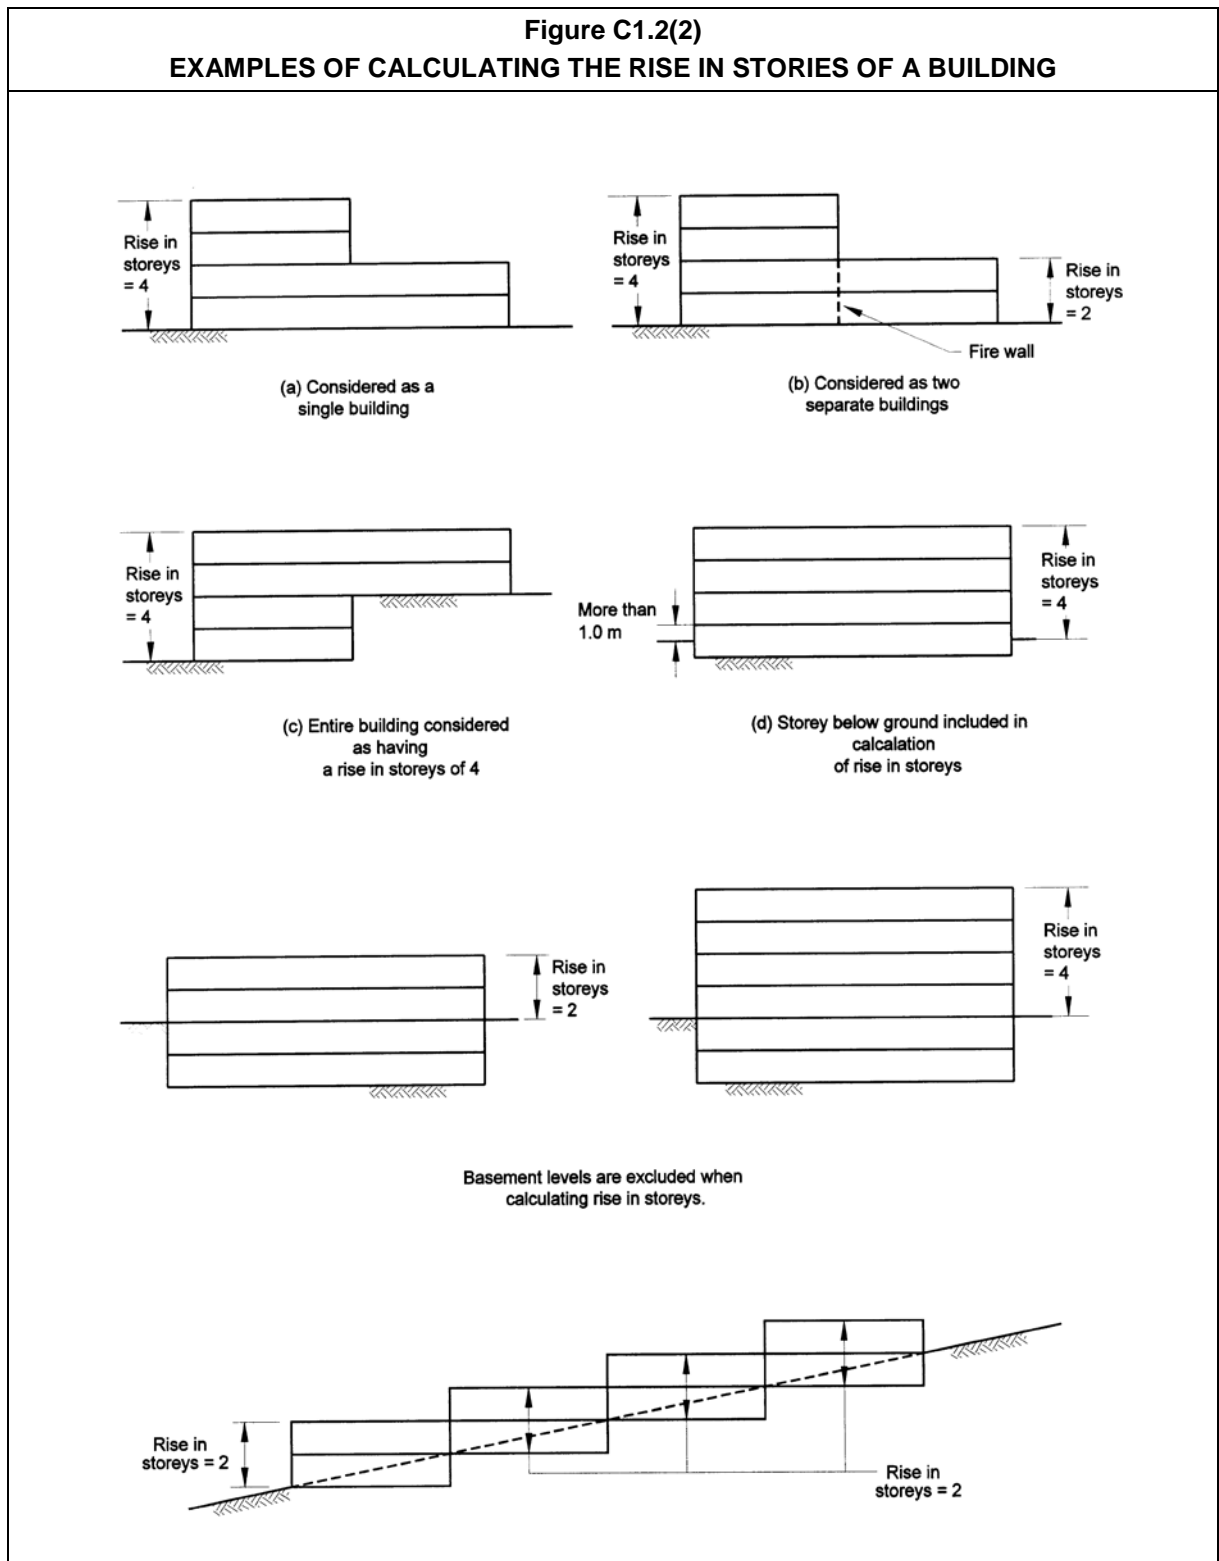 Figure C1.2(2)
EXAMPLES OF CALCULATING THE RISE IN STORIES OF A BUILDING
Rise in
storeys
= 4
(a) Considered as a
single building
Rise in
storeys
= 4
Rise in
storeys
= 2
Fire wall
(b) Considered as two
separate buildings
Rise in
storeys
= 4
(c) Entire building considered
as having
a rise in storeys of 4
More than
1.0 m
Rise in
storeys
= 4
(d) Storey below ground included in
calcalation
of rise in storeys
Rise in
storeys
= 2
Rise in
storeys
= 4
Basement levels are excluded when
calculating rise in storeys.
Rise in
storeys = 2
Rise in
storeys = 2